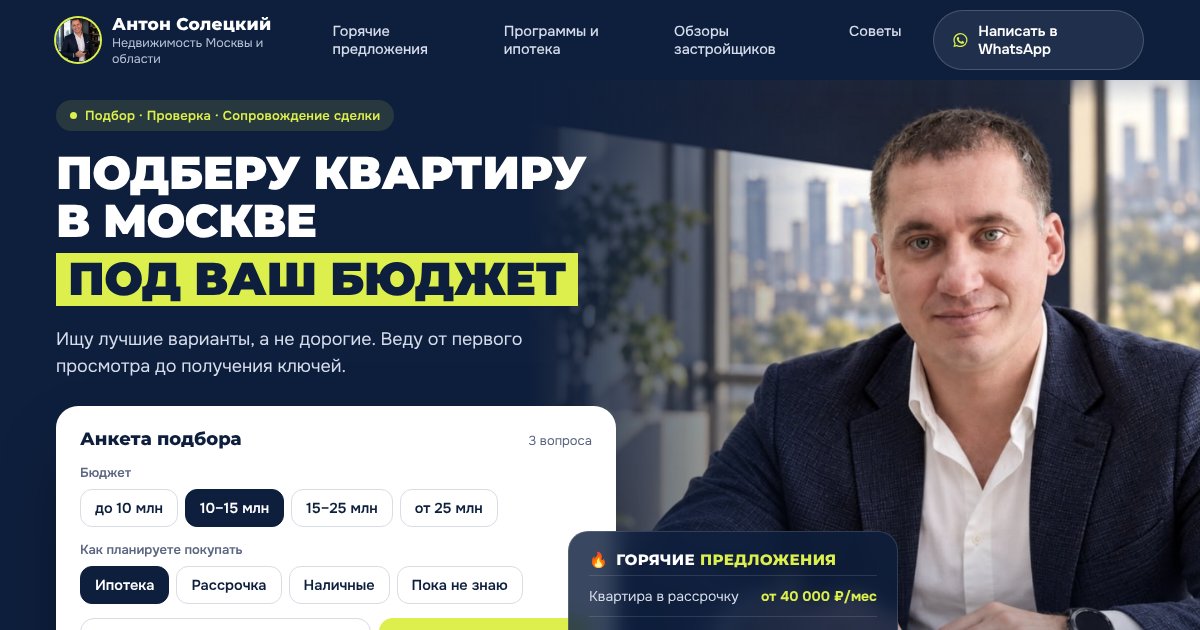 Антон Солецкий
Недвижимость Москвы и
области
Горячие
предложения
Программы и
ипотека
Обзоры
застройщиков
Советы
Написать в
WhatsApp
Подбор · Проверка · Сопровождение сделки
ПОДБЕРУ КВАРТИРУ
В МОСКВЕ
ПОД ВАШ БЮДЖЕТ
Ищу лучшие варианты, а не дорогие. Веду от первого
просмотра до получения ключей.
Анкета подбора
3 вопроса
Бюджет
до 10 млн
10–15 млн
15–25 млн
от 25 млн
Как планируете покупать
Ипотека
Рассрочка
Наличные
Пока не знаю
🔥 ГОРЯЧИЕ ПРЕДЛОЖЕНИЯ
Квартира в рассрочку
от 40 000 ₽/мес